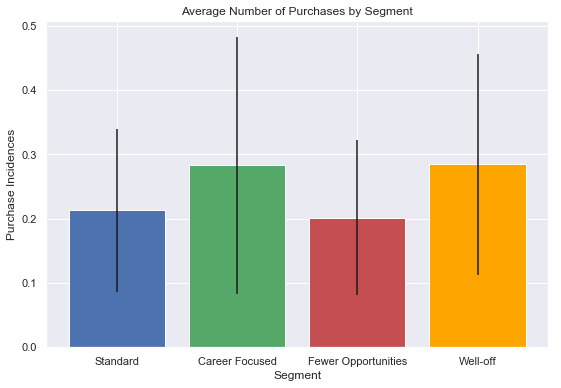 Average Number of Purchases by Segment
Purchase Incidences
0.5
0.4
0.3
0.2
0.1
0.0
Standard
Career Focused
Fewer Opportunities
Well-off
Segment